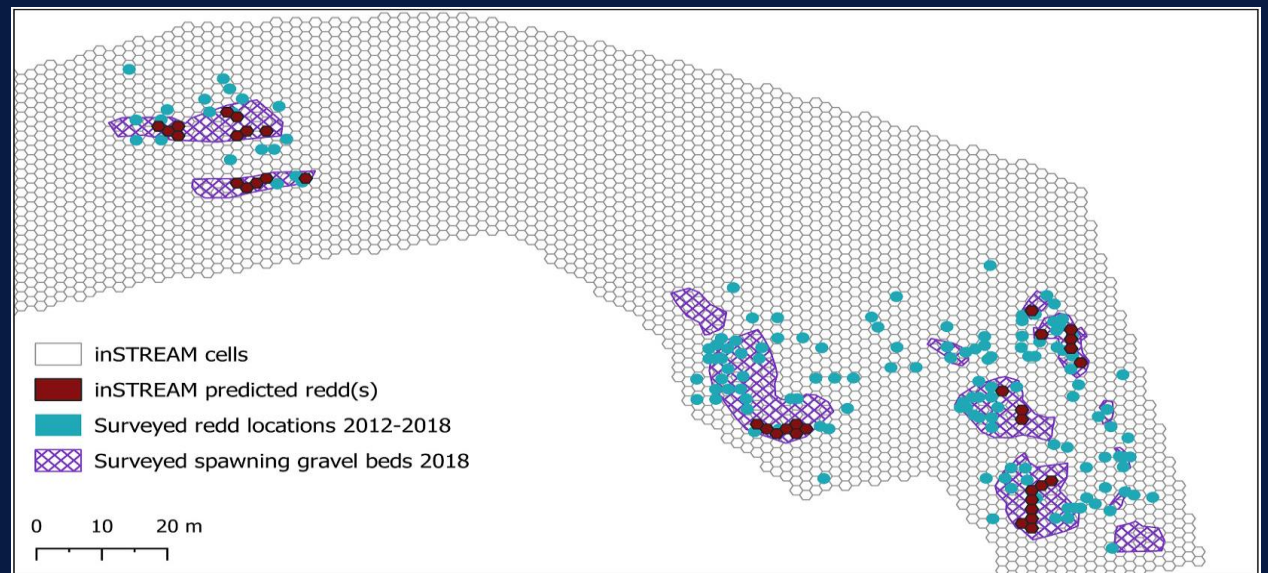 inSTREAM cells
inSTREAM predicted redd(s)
Surveyed redd locations 2012-2018
Surveyed spawning gravel beds 2018
0 10 20 m